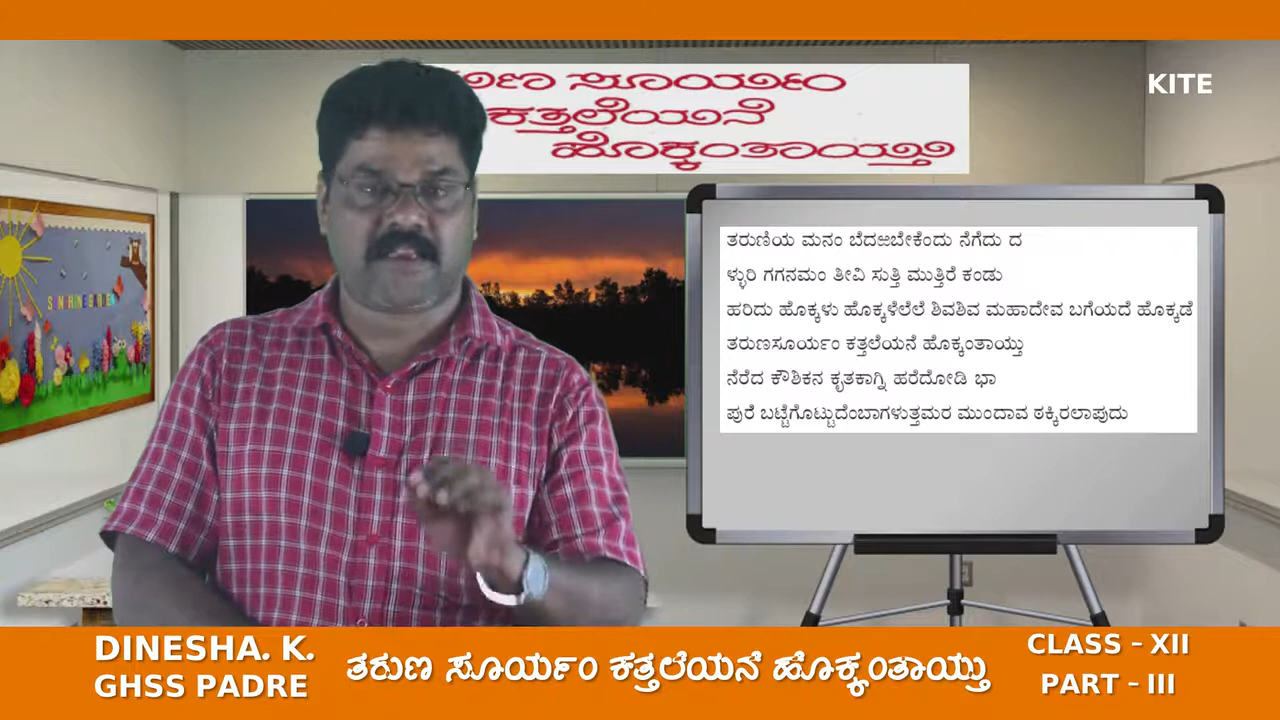 ಸೂರ್ಯಂ
ಕತ್ತಲೆಯನೆ
ಹೊಕ್ಕಂತಾಯ್ತು
KITE
ತರುಣಿಯ ಮನಂ ಬೆದಱಬೇಕೆಂದು ನೆಗೆದು ದ
ಳ್ಳುರಿ ಗಗನಮಂ ತೀವಿ ಸುತ್ತಿ ಮುತ್ತಿರೆ ಕಂಡು
ಹರಿದು ಹೊಕ್ಕಳು ಹೊಕ್ಕಳೆಲೆಲೆ ಶಿವಶಿವ ಮಹಾದೇವ ಬಗೆಯದೆ ಹೊಕ್ಕಡೆ
ತರುಣಸೂರ್ಯಂ ಕತ್ತಲೆಯನೆ ಹೊಕ್ಕಂತಾಯ್ತು
ನೆರೆದ ಕೌಶಿಕನ ಕೃತಕಾಗ್ನಿ ಹರೆದೋಡಿ ಭಾ
ಪುರೆ ಬಟ್ಟೆಗೊಟ್ಟುದೆಂಬಾಗಳುತ್ತಮರ ಮುಂದಾವ ಠಕ್ಕಿರಲಾಪುದು
DINESHA. K.
GHSS PADRE
ತರುಣ ಸೂರ್ಯಂ ಕತ್ತಲೆಯನೆ ಹೊಕ್ಕಂತಾಯ್ತು
CLASS - XII
PART - III